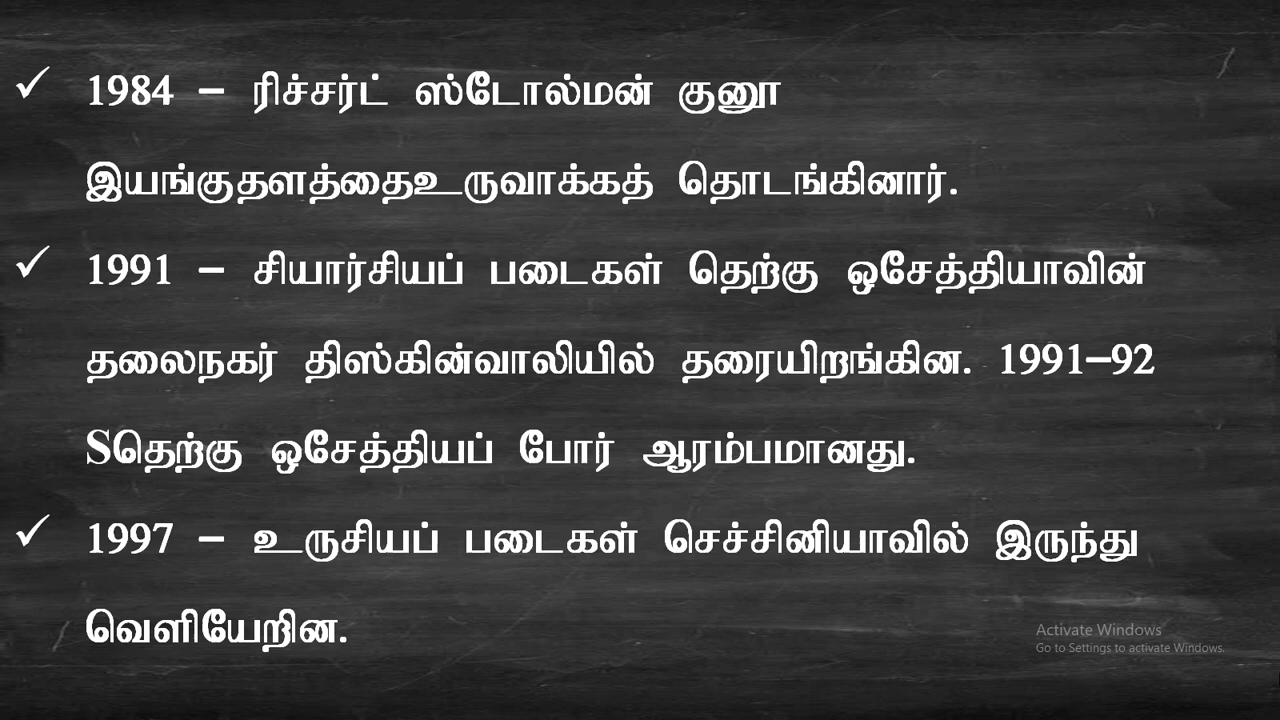 ✓ 1984 – ரிச்சர்ட் ஸ்டோல்மன் குனூ
இயங்குதளத்தைஉருவாக்கத் தொடங்கினார்.
✓ 1991 – சியார்சியப் படைகள் தெற்கு ஒசேத்தியாவின்
தலைநகர் திஸ்கின்வாலியில் தரையிறங்கின. 1991–92
Sதெற்கு ஒசேத்தியப் போர் ஆரம்பமானது.
✓ 1997 – உருசியப் படைகள் செச்சினியாவில் இருந்து
வெளியேறின.
Activate Windows
Go to Settings to activate Windows.